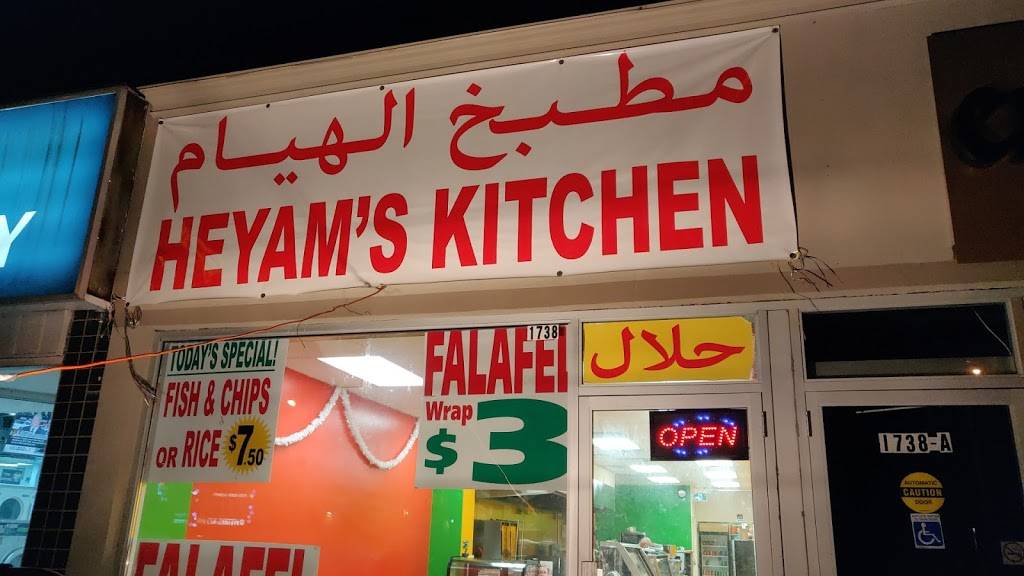 مطبخ الهيام
HEYAM'S KITCHEN
Y
TODAY'S SPECIAL!
FISH & CHIPS
OR RICE $7.50
1738
FALAFEL
Wrap
$3
حلال
OPEN
1738-A
AUTOMATIC
CAUTION
DOOR
FALAFEL